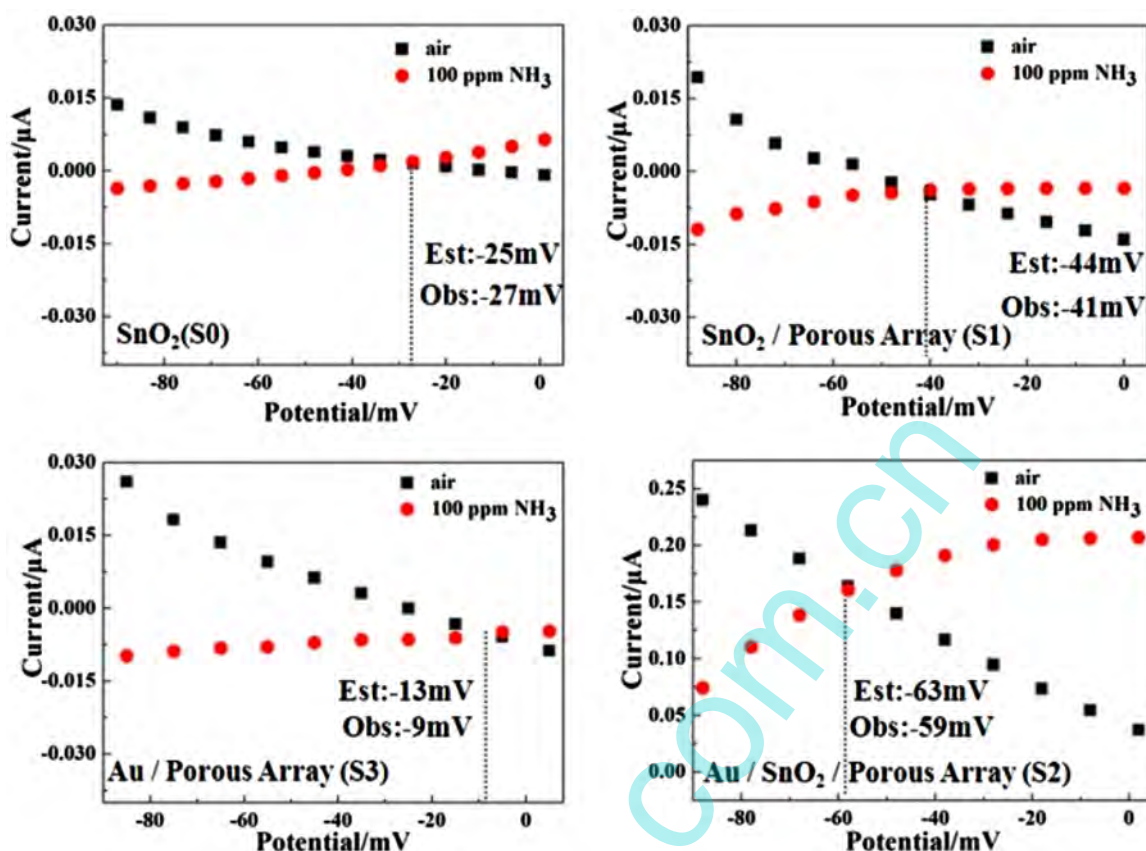 0.030
0.015
0.000
-0.015
-0.030
Current/μA
air
100 ppm NH₃
Est:-25mV
Obs:-27mV
SnO₂(S0)
-80 -60 -40 -20 0
Potential/mV
0.030
0.015
0.000
-0.015
-0.030
Current/μA
air
100 ppm NH₃
Est:-44mV
Obs:-41mV
SnO₂ / Porous Array (S1)
-80 -60 -40 -20 0
Potential/mV
0.030
0.015
0.000
-0.015
-0.030
Current/μA
air
100 ppm NH₃
Est:-13mV
Obs:-9mV
Au / Porous Array (S3)
-80 -60 -40 -20 0
Potential/mV
0.25
0.20
0.15
0.10
0.05
0.00
Current/μA
air
100 ppm NH₃
Est:-63mV
Obs:-59mV
Au / SnO₂ / Porous Array (S2)
-80 -60 -40 -20 0
Potential/mV
com.cn